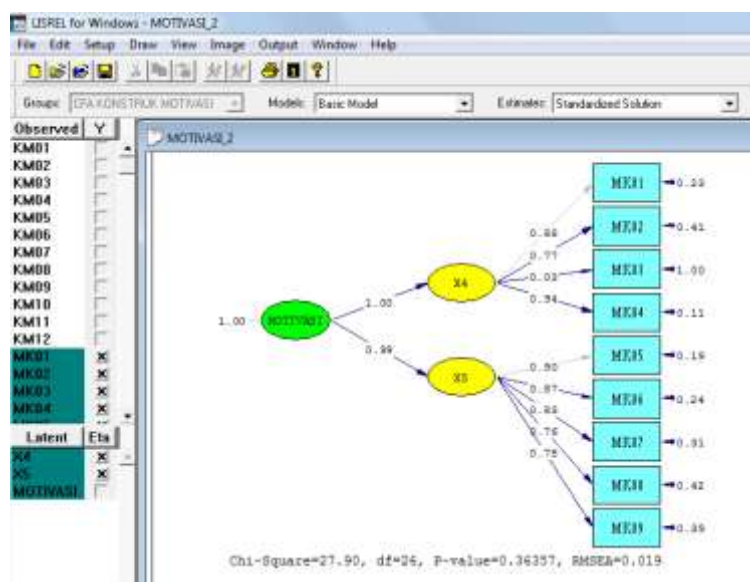 LISREL for Windows - MOTIVASI_2
File Edit Setup Draw View Image Output Window Help
Groups: CFA KONSTRUK MOTIVASI Models: Basic Model Estimates: Standardized Solution
Observed Y
KM01
KM02
KM03
KM04
KM05
KM06
KM07
KM08
KM09
KM10
KM11
KM12
MK01
MK02
MK03
MK04
Latent Eta
X4
X5
MOTIVASI
MOTIVASI_2
1.00 MOTIVASI
1.00
0.99
X4
X5
0.77
0.03
0.94
0.90
0.87
0.76
MK01
MK02 0.41
MK03 1.00
MK04 0.11
MK05 0.19
MK06 0.24
MK07
MK08 0.42
MK09
Chi-Square=27.90, df=26, P-value=0.36357, RMSEA=0.019